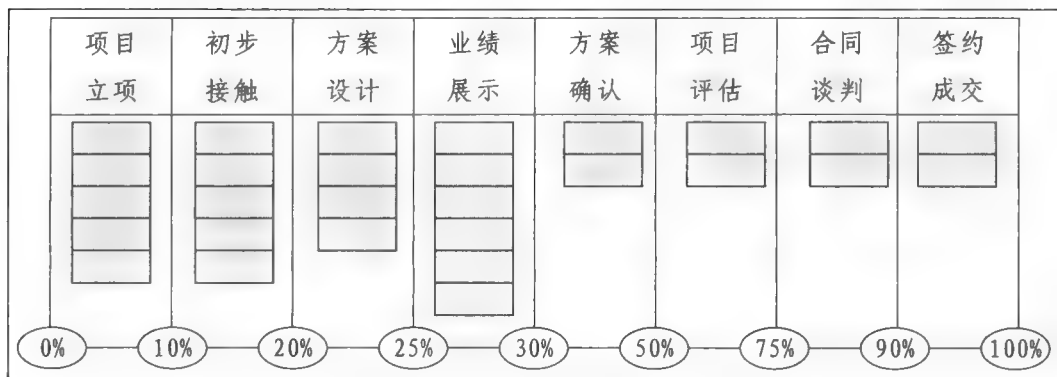 项目 初步 方案 业绩 方案 项目 合同 签约
立项 接触 设计 展示 确认 评估 谈判 成交
0% 10% 20% 25% 30% 50% 75% 90% 100%